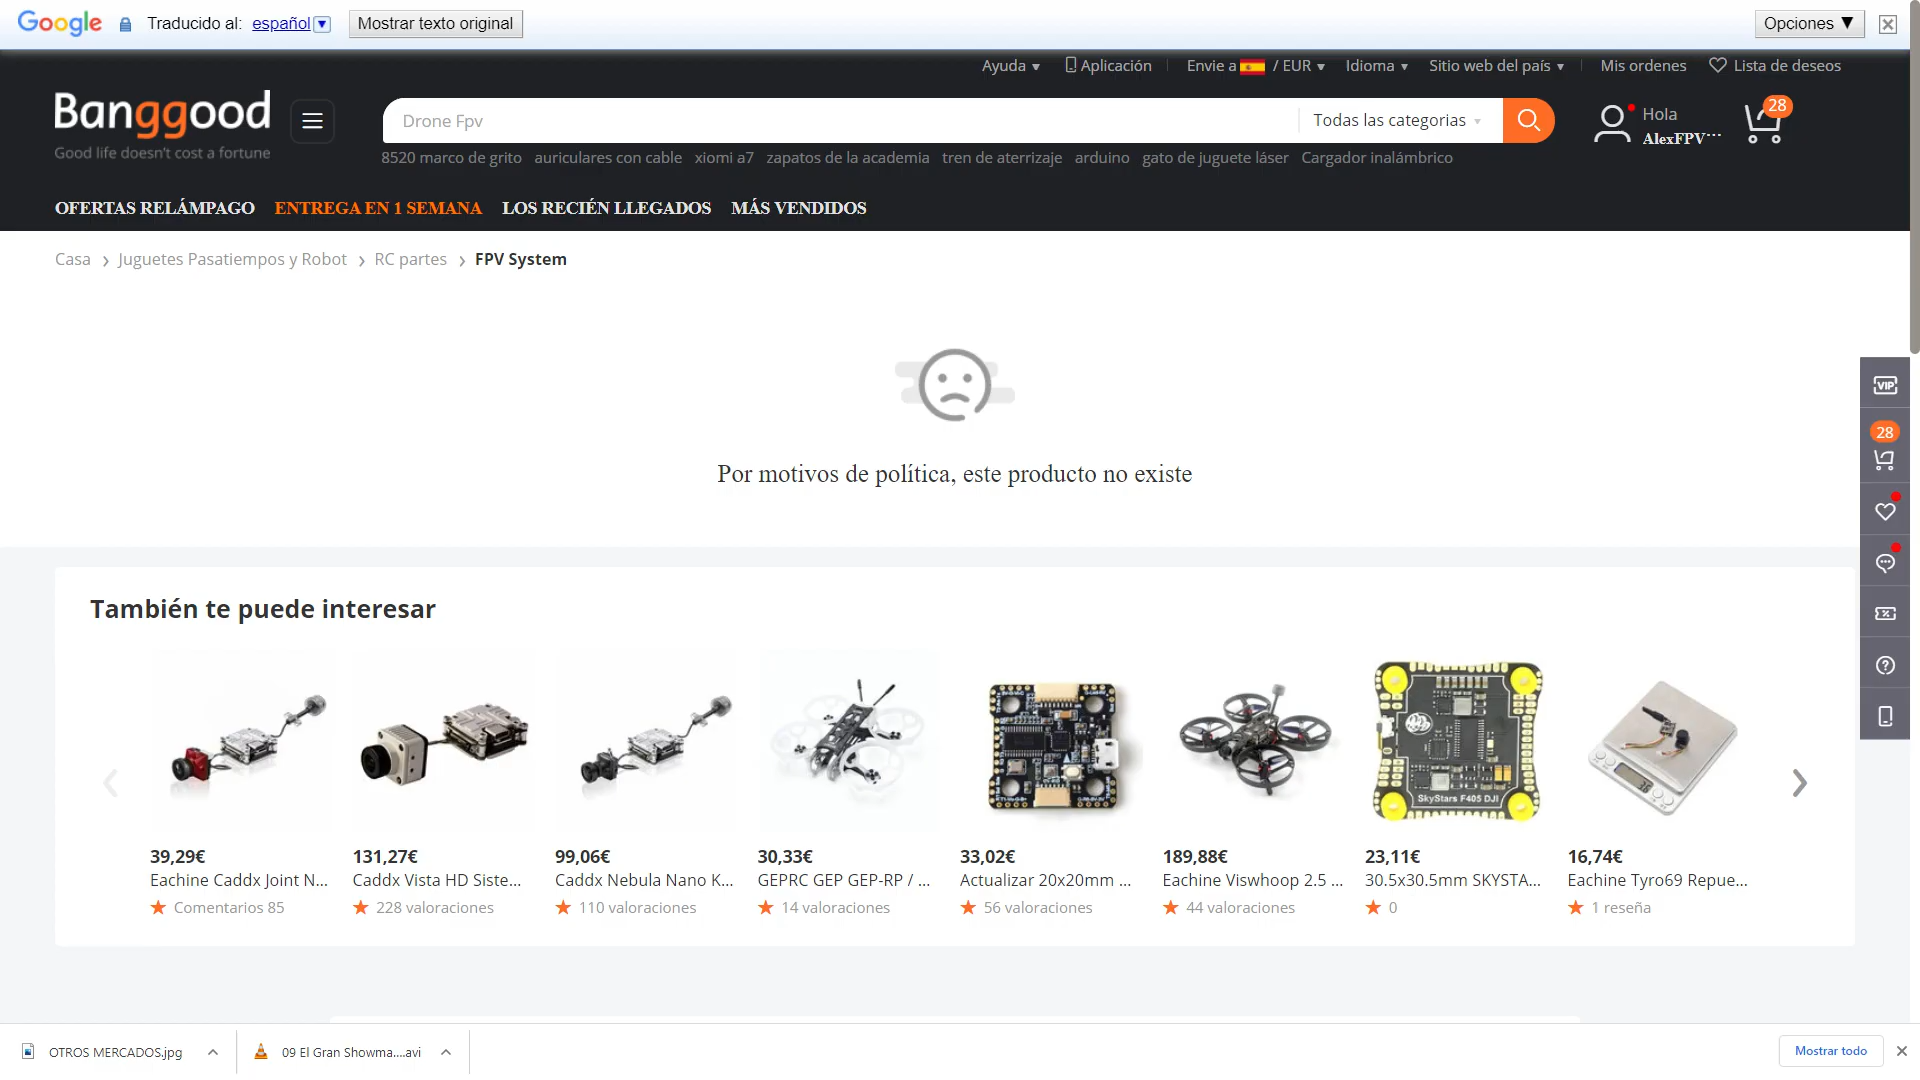 Google Traducido al: español Mostrar texto original Opciones ▼
Ayuda Aplicación Envie a / EUR Idioma Sitio web del país Mis ordenes Lista de deseos
Banggood
Good life doesn't cost a fortune
Drone Fpv Todas las categorias
Hola
AlexFPV...
28
8520 marco de grito auriculares con cable xiomi a7 zapatos de la academia tren de aterrizaje arduino gato de juguete láser Cargador inalámbrico
OFERTAS RELÁMPAGO ENTREGA EN 1 SEMANA LOS RECIÉN LLEGADOS MÁS VENDIDOS
Casa › Juguetes Pasatiempos y Robot › RC partes › FPV System
VIP
28
Por motivos de política, este producto no existe
También te puede interesar
SkyStars F405 DJI
39,29€ 131,27€ 99,06€ 30,33€ 33,02€ 189,88€ 23,11€ 16,74€
Eachine Caddx Joint N... Caddx Vista HD Siste... Caddx Nebula Nano K... GEPRC GEP GEP-RP / ... Actualizar 20x20mm ... Eachine Viswhoop 2.5 ... 30.5x30.5mm SKYSTA... Eachine Tyro69 Repue...
Comentarios 85 228 valoraciones 110 valoraciones 14 valoraciones 56 valoraciones 44 valoraciones 0 1 reseña
OTROS MERCADOS.jpg 09 El Gran Showma....avi Mostrar todo